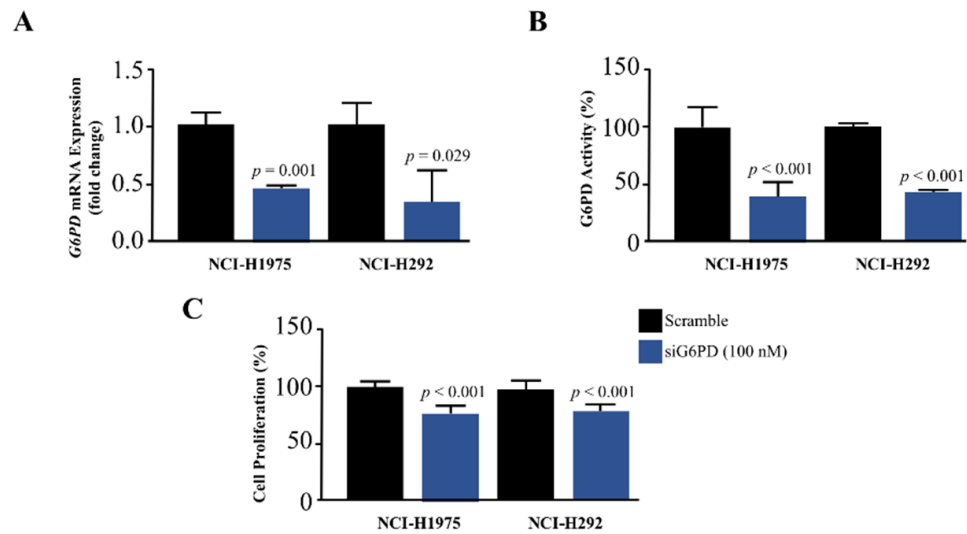 A
G6PD mRNA Expression
(fold change)
1.5
1.0
0.5
0.0
p = 0.001
p = 0.029
NCI-H1975
NCI-H292
B
G6PD Activity (%)
150
100
50
0
p < 0.001
p < 0.001
NCI-H1975
NCI-H292
C
Cell Proliferation (%)
150
100
50
0
p < 0.001
p < 0.001
NCI-H1975
NCI-H292
Scramble
siG6PD (100 nM)